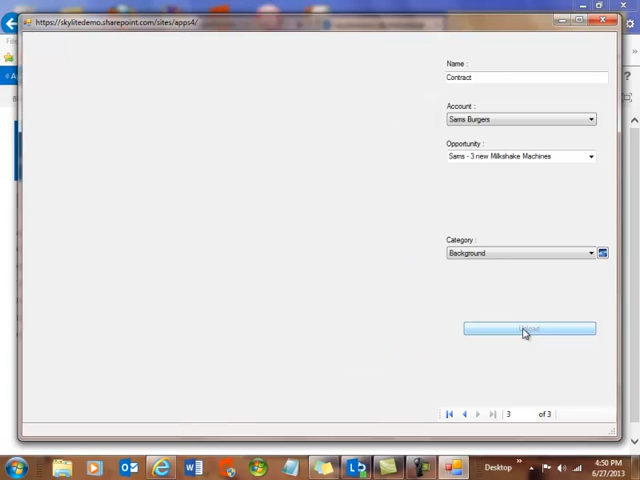 https://skylitedemo.sharepoint.com/sites/apps4/
Name :
Contract
Account :
Sams Burgers
Opportunity :
Sams - 3 new Milkshake Machines
Category :
Background
Upload
3 of 3
Desktop
4:50 PM
6/27/2013